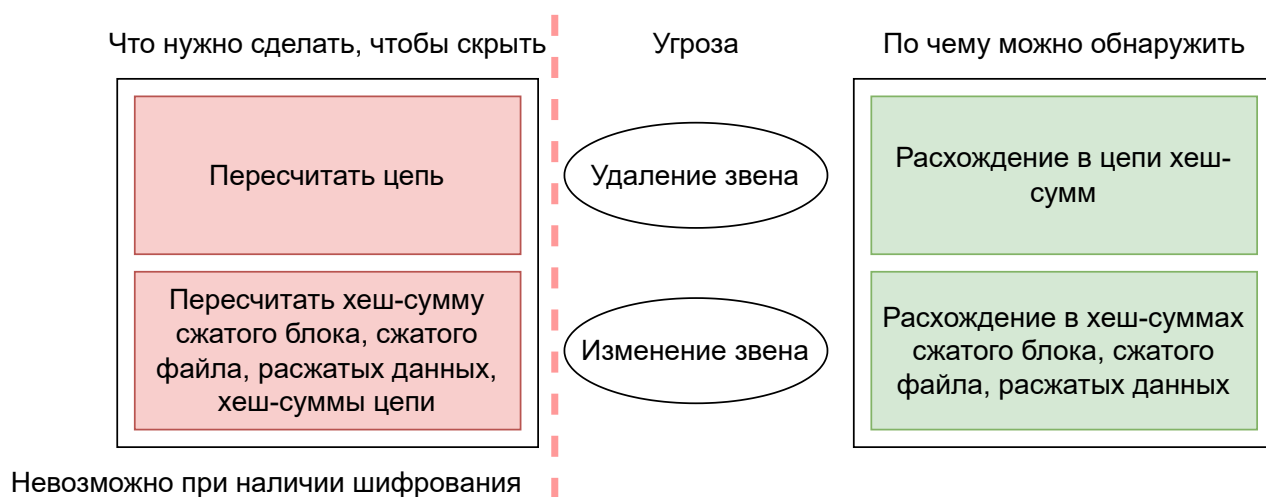 Что нужно сделать, чтобы скрыть
Угроза
По чему можно обнаружить
Пересчитать цепь
Удаление звена
Расхождение в цепи хеш-
сумм
Пересчитать хеш-сумму
сжатого блока, сжатого
файла, расжатых данных,
хеш-суммы цепи
Изменение звена
Расхождение в хеш-суммах
сжатого блока, сжатого
файла, расжатых данных
Невозможно при наличии шифрования